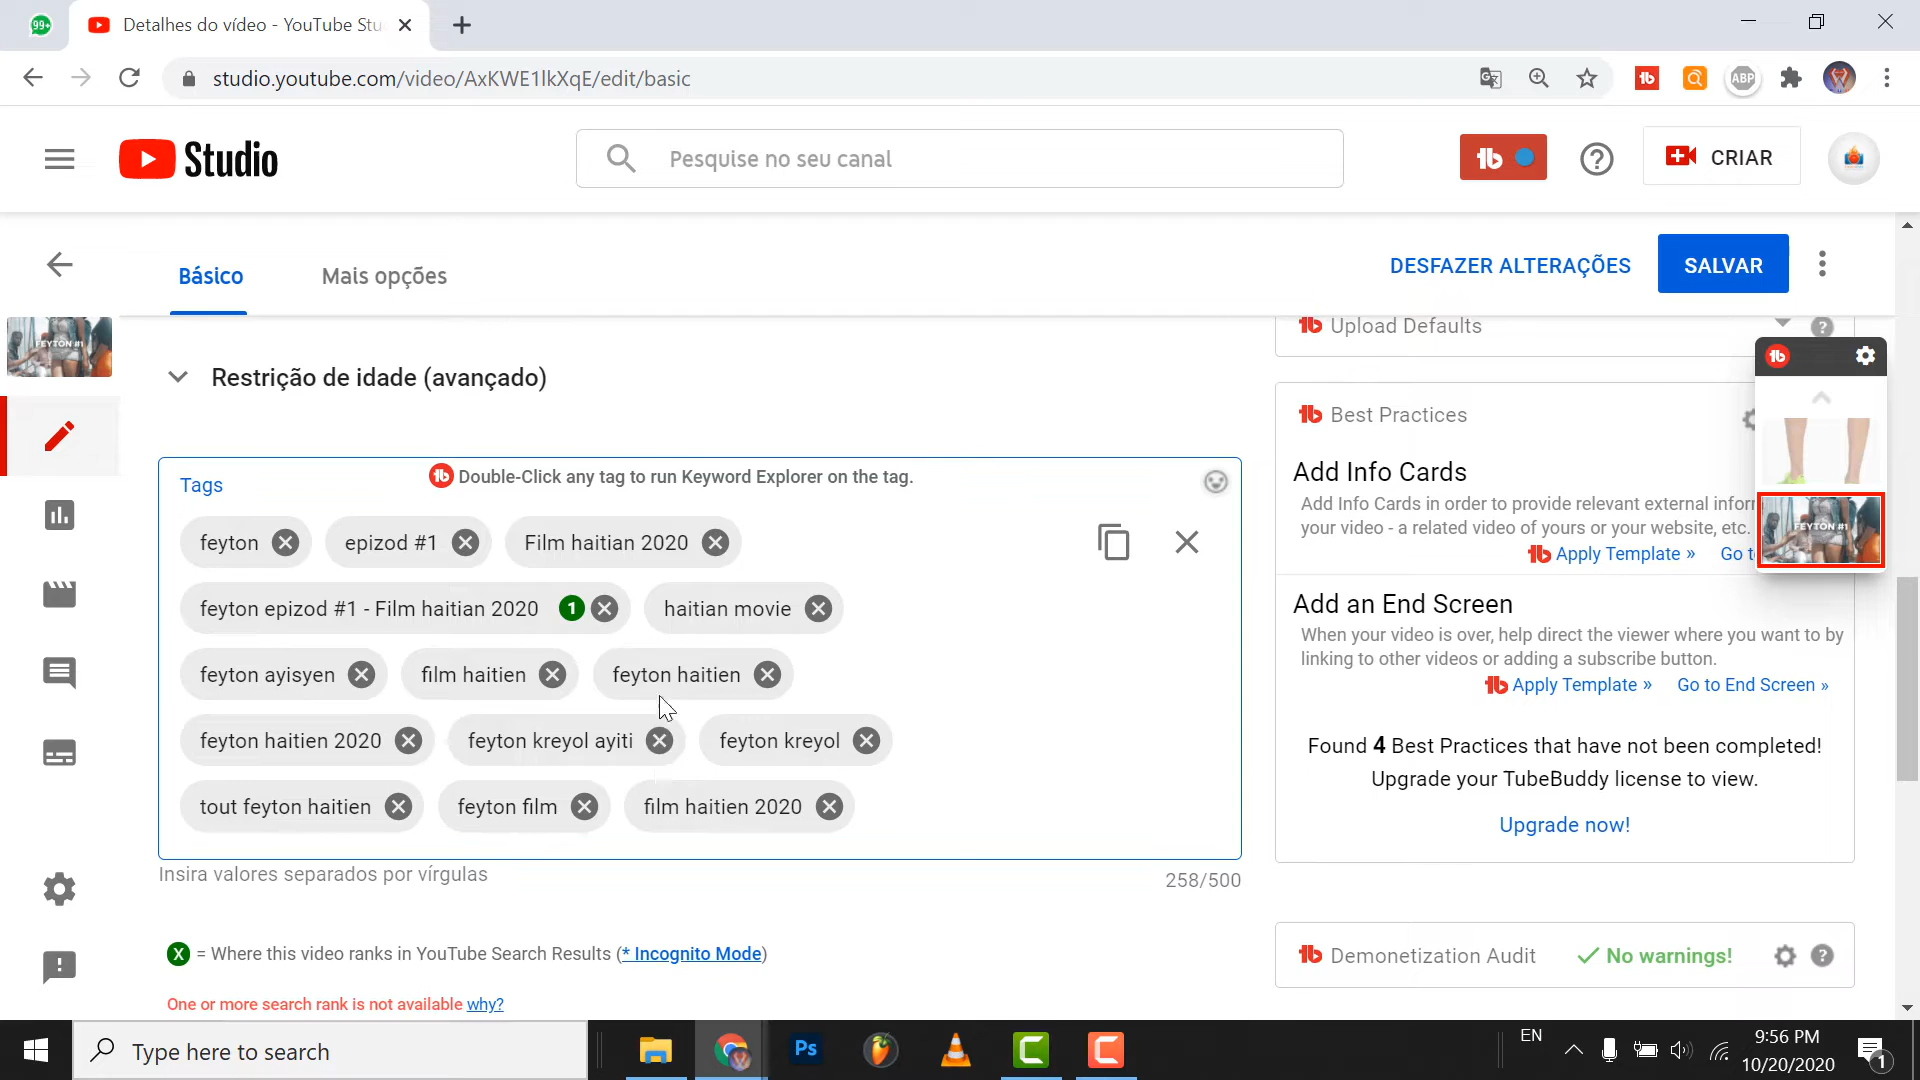 99+
Detalhes do vídeo - YouTube Stu
studio.youtube.com/video/AxKWE1lkXqE/edit/basic
ABP
Studio
Pesquise no seu canal
CRIAR
Básico
Mais opções
DESFAZER ALTERAÇÕES
SALVAR
FEYTON #1
Upload Defaults
Restrição de idade (avançado)
Best Practices
Add Info Cards
Add Info Cards in order to provide relevant external infor
your video - a related video of yours or your website, etc.
Apply Template »
Go to
FEYTON #1
Tags
Double-Click any tag to run Keyword Explorer on the tag.
feyton
epizod #1
Film haitian 2020
feyton epizod #1 - Film haitian 2020
1
haitian movie
feyton ayisyen
film haitien
feyton haitien
feyton haitien 2020
feyton kreyol ayiti
feyton kreyol
tout feyton haitien
feyton film
film haitien 2020
Insira valores separados por vírgulas
258/500
Add an End Screen
When your video is over, help direct the viewer where you want to by
linking to other videos or adding a subscribe button.
Apply Template »
Go to End Screen »
Found 4 Best Practices that have not been completed!
Upgrade your TubeBuddy license to view.
Upgrade now!
X = Where this video ranks in YouTube Search Results (* Incognito Mode)
One or more search rank is not available why?
Demonetization Audit
No warnings!
Type here to search
Ps
EN
9:56 PM
10/20/2020
1